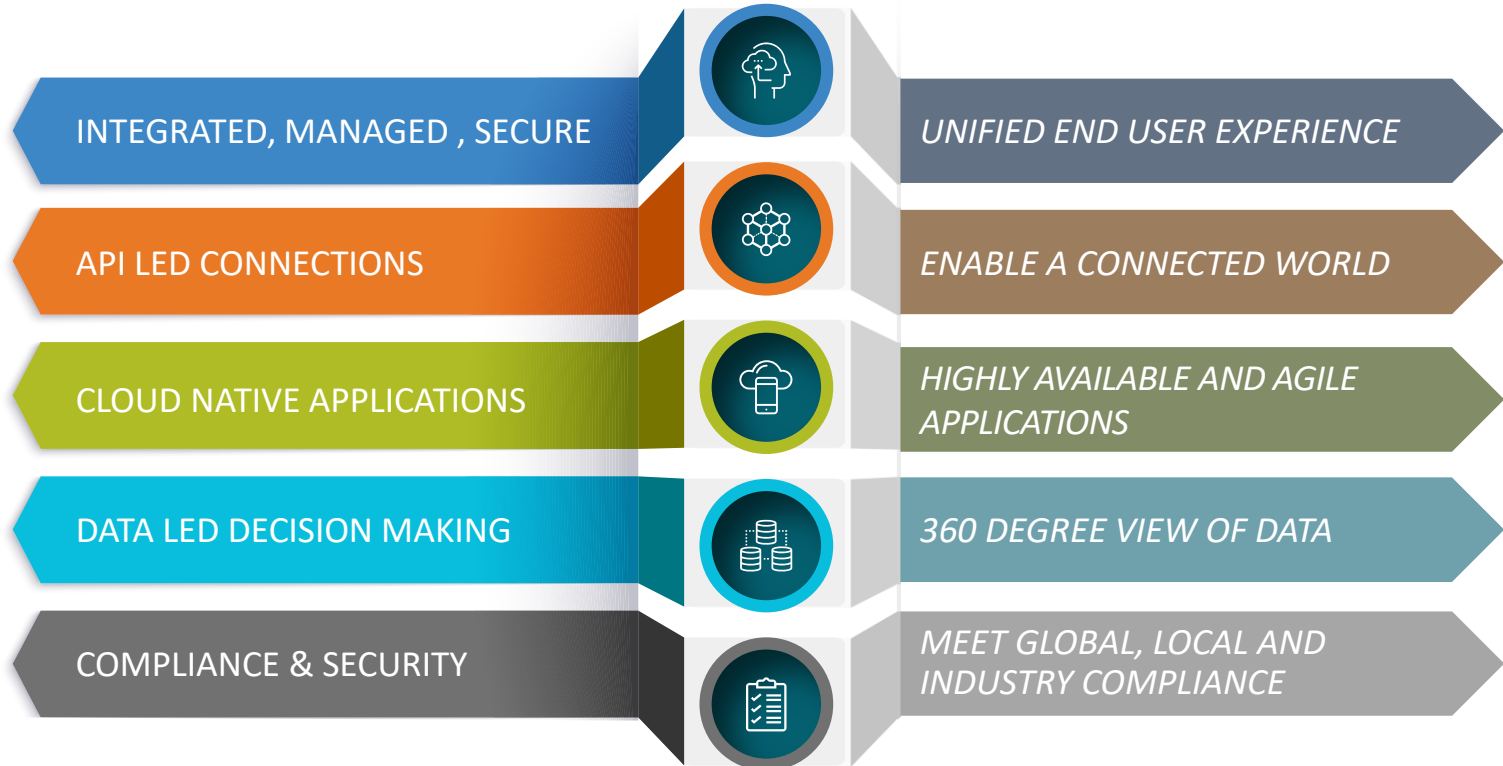 INTEGRATED, MANAGED , SECURE
UNIFIED END USER EXPERIENCE
API LED CONNECTIONS
ENABLE A CONNECTED WORLD
CLOUD NATIVE APPLICATIONS
HIGHLY AVAILABLE AND AGILE
APPLICATIONS
DATA LED DECISION MAKING
360 DEGREE VIEW OF DATA
COMPLIANCE & SECURITY
MEET GLOBAL, LOCAL AND
INDUSTRY COMPLIANCE